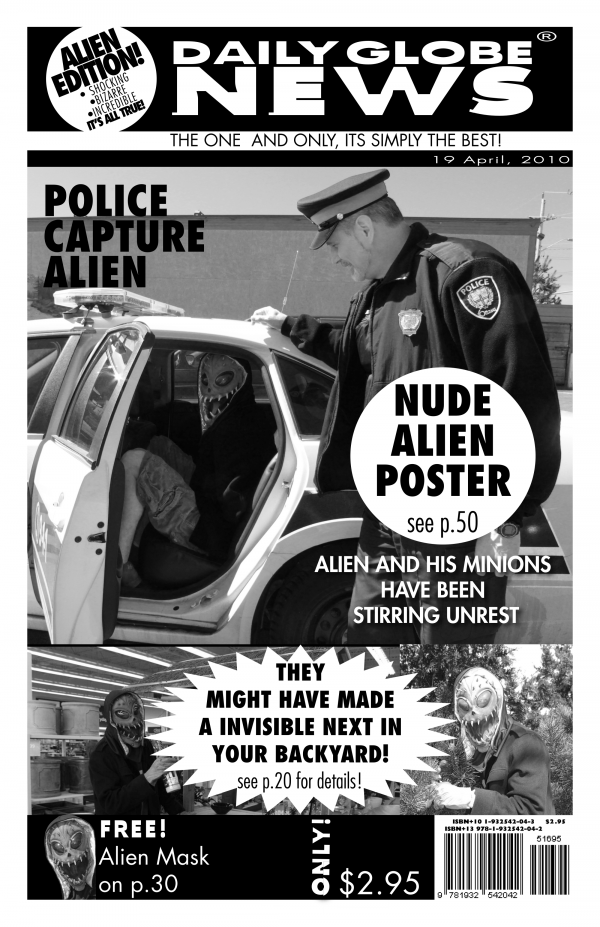 ALIEN
EDITION!
• SHOCKING
•BIZARRE
•INCREDIBLE
IT'S ALL TRUE!
DAILY GLOBE ®
NEWS
THE ONE AND ONLY, ITS SIMPLY THE BEST!
19 April, 2010
POLICE
CAPTURE
ALIEN
POLICE
NUDE
ALIEN
POSTER
see p.50
ALIEN AND HIS MINIONS
HAVE BEEN
STIRRING UNREST
THEY
MIGHT HAVE MADE
A INVISIBLE NEXT IN
YOUR BACKYARD!
see p.20 for details!
FREE!
Alien Mask
on p.30
ONLY!
$2.95
ISBN+10 1-932542-04-3 $2.95
ISBN+13 978-1-932542-04-2
51695
9 781932 542042